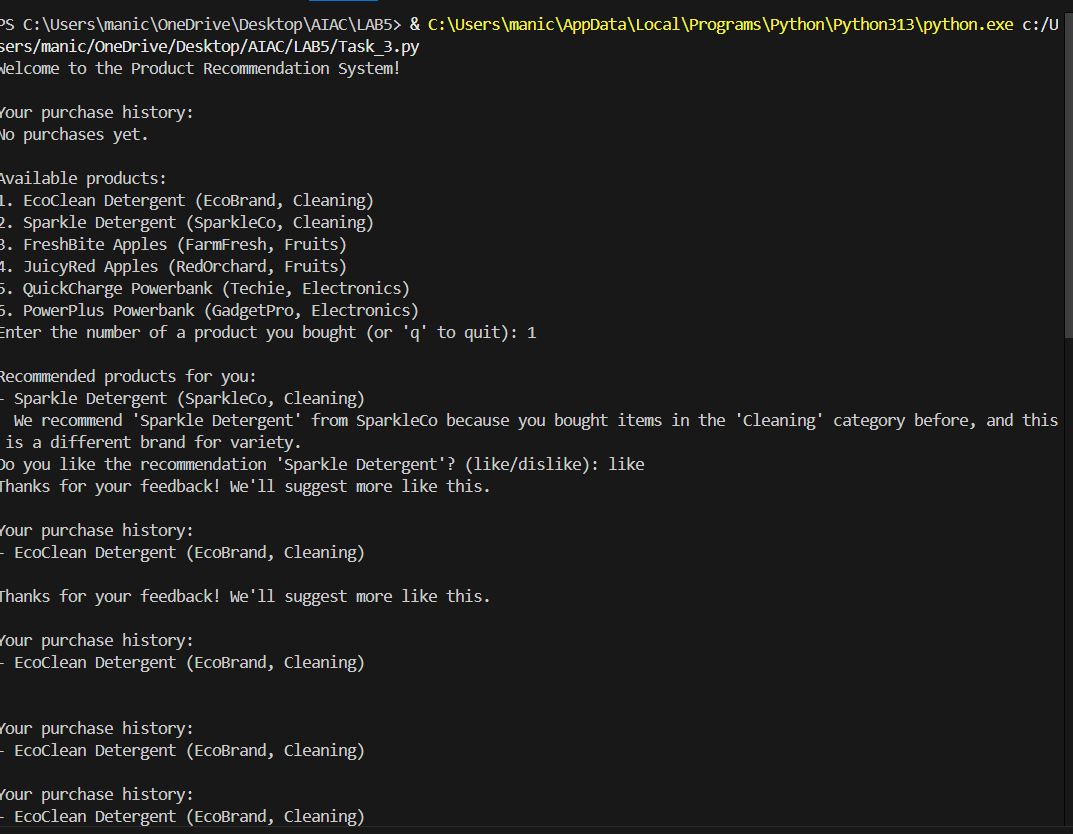 PS C:\Users\manic\OneDrive\Desktop\AIAC\LAB5> & C:\Users\manic\AppData\Local\Programs\Python\Python313\python.exe c:/U
sers/manic/OneDrive/Desktop/AIAC/LAB5/Task_3.py
Welcome to the Product Recommendation System!
Your purchase history:
No purchases yet.
Available products:
1. EcoClean Detergent (EcoBrand, Cleaning)
2. Sparkle Detergent (SparkleCo, Cleaning)
3. FreshBite Apples (FarmFresh, Fruits)
4. JuicyRed Apples (RedOrchard, Fruits)
5. QuickCharge Powerbank (Techie, Electronics)
6. PowerPlus Powerbank (GadgetPro, Electronics)
Enter the number of a product you bought (or 'q' to quit): 1
Recommended products for you:
- Sparkle Detergent (SparkleCo, Cleaning)
We recommend 'Sparkle Detergent' from SparkleCo because you bought items in the 'Cleaning' category before, and this
is a different brand for variety.
Do you like the recommendation 'Sparkle Detergent'? (like/dislike): like
Thanks for your feedback! We'll suggest more like this.
Your purchase history:
- EcoClean Detergent (EcoBrand, Cleaning)
Thanks for your feedback! We'll suggest more like this.
Your purchase history:
- EcoClean Detergent (EcoBrand, Cleaning)
Your purchase history:
- EcoClean Detergent (EcoBrand, Cleaning)
Your purchase history:
- EcoClean Detergent (EcoBrand, Cleaning)